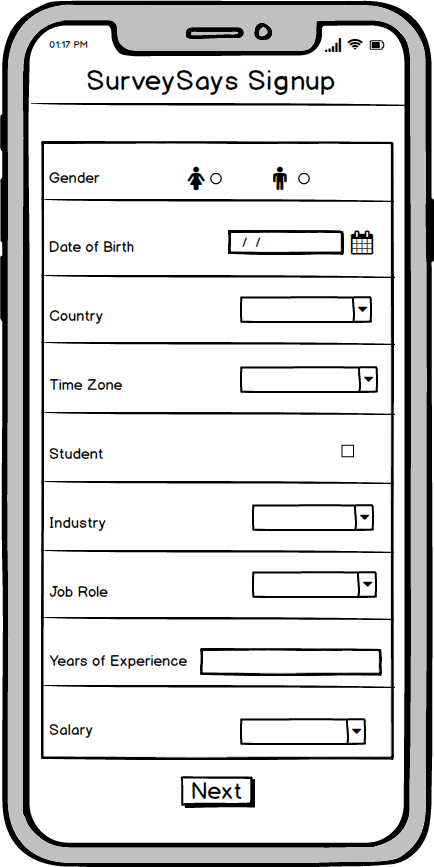 01:17 PM
SurveySays Signup
Gender
Date of Birth / /
Country
Time Zone
Student
Industry
Job Role
Years of Experience
Salary
Next